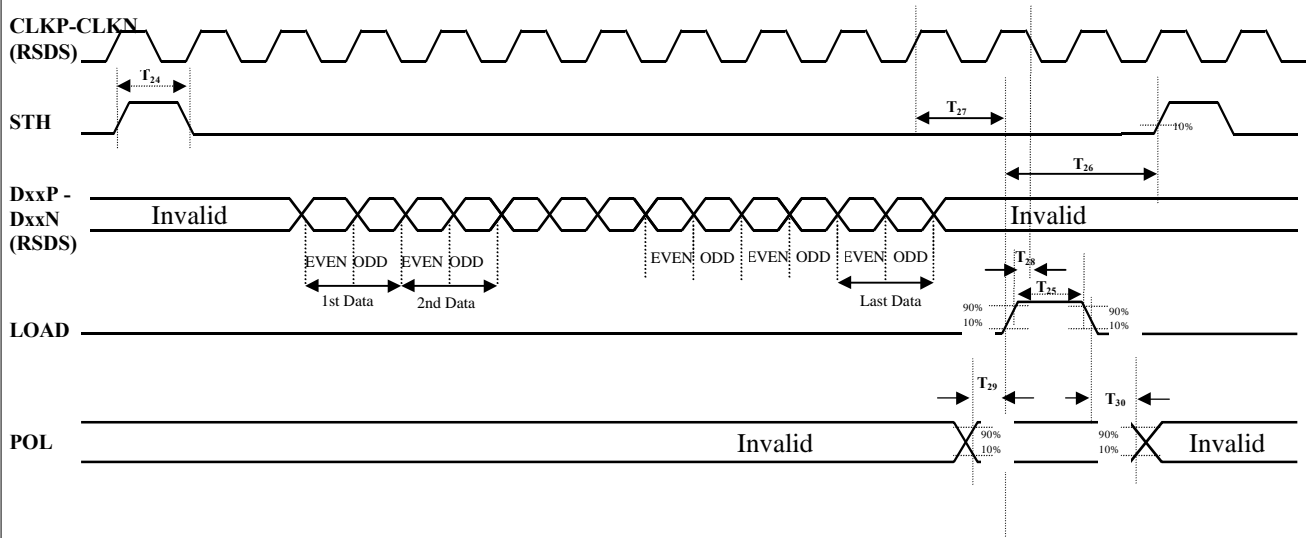 CLKP-CLKN
(RSDS)
T24
STH
T27
10%
T26
DxxP -
DxxN
(RSDS)
Invalid
Invalid
EVEN ODD EVEN ODD EVEN ODD EVEN ODD EVEN ODD
T28
1st Data 2nd Data Last Data
T25
LOAD
90% 90%
10% 10%
T29
T30
POL
Invalid
90% 90%
10% 10%
Invalid